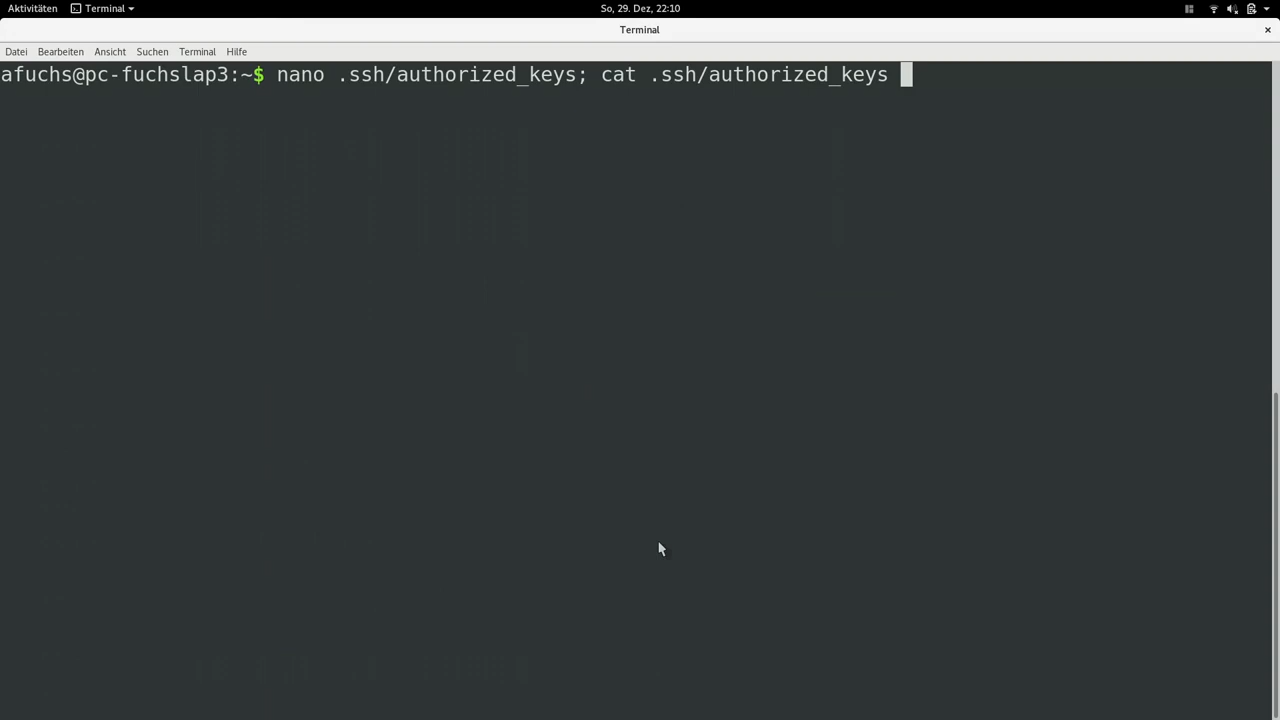 Aktivitäten Terminal So, 29. Dez, 22:10
Terminal
Datei Bearbeiten Ansicht Suchen Terminal Hilfe
afuchs@pc-fuchslap3:~$ nano .ssh/authorized_keys; cat .ssh/authorized_keys